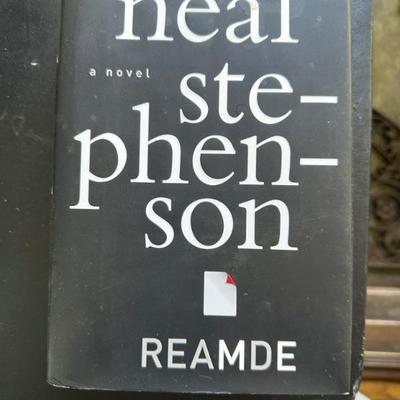 neal
a novel
ste–
phen–
son
REAMDE